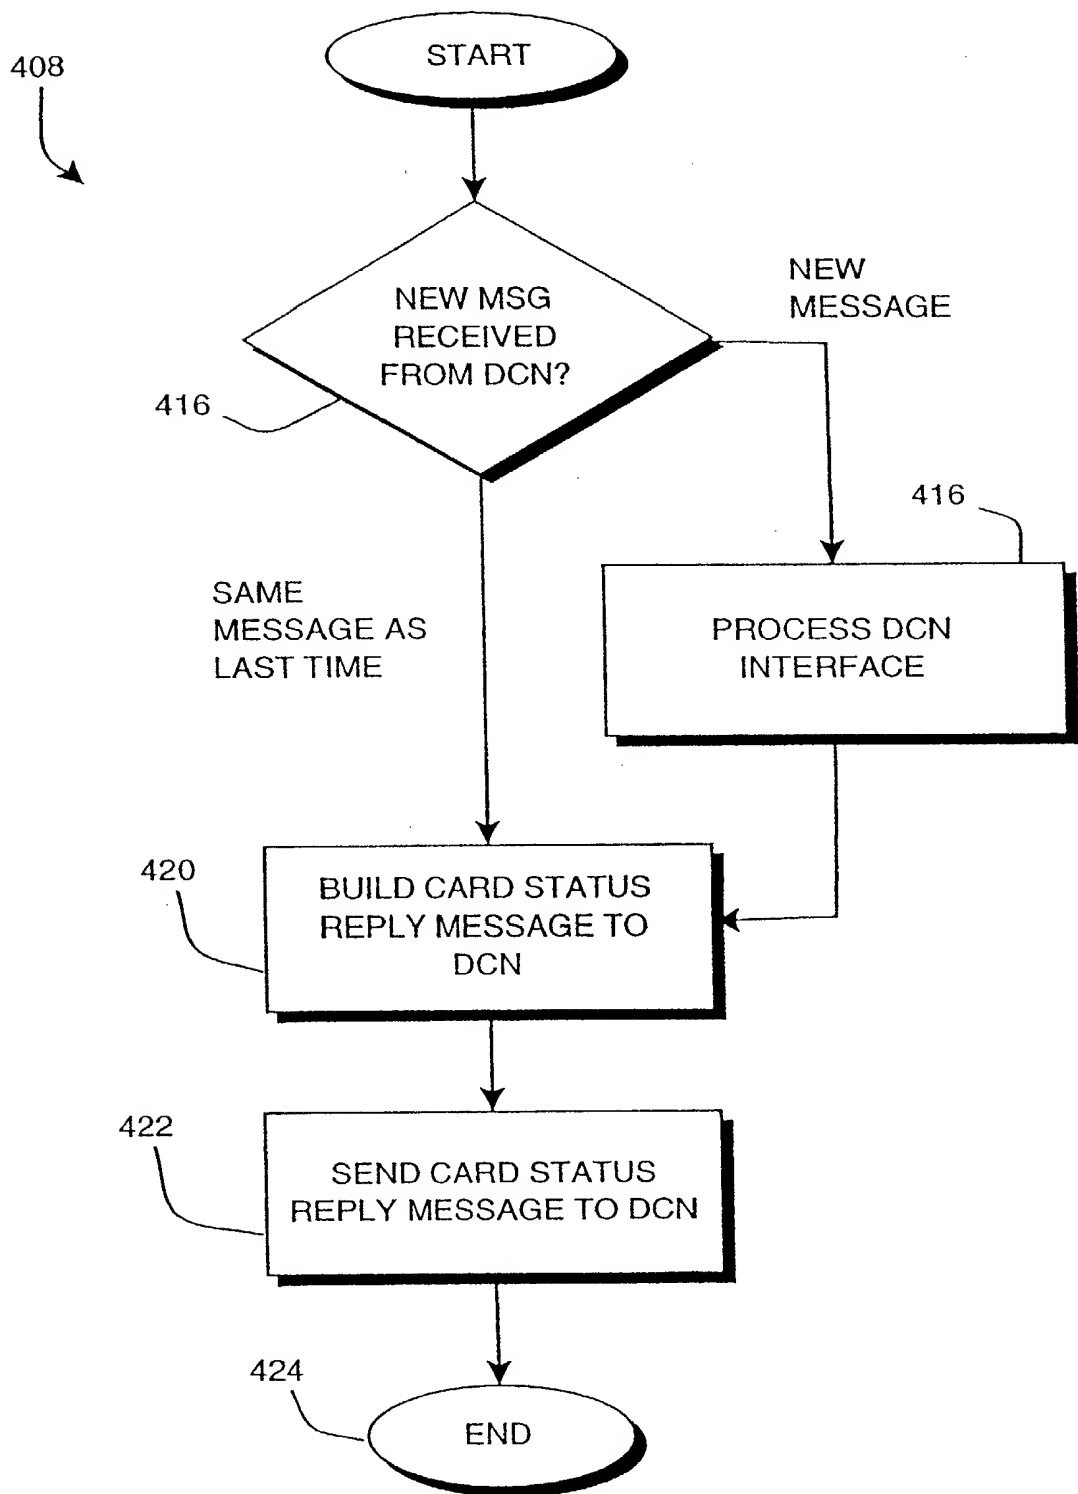 START
408
NEW MSG
RECEIVED
FROM DCN?
NEW
MESSAGE
416
416
SAME
MESSAGE AS
LAST TIME
PROCESS DCN
INTERFACE
420
BUILD CARD STATUS
REPLY MESSAGE TO
DCN
422
SEND CARD STATUS
REPLY MESSAGE TO DCN
424
END